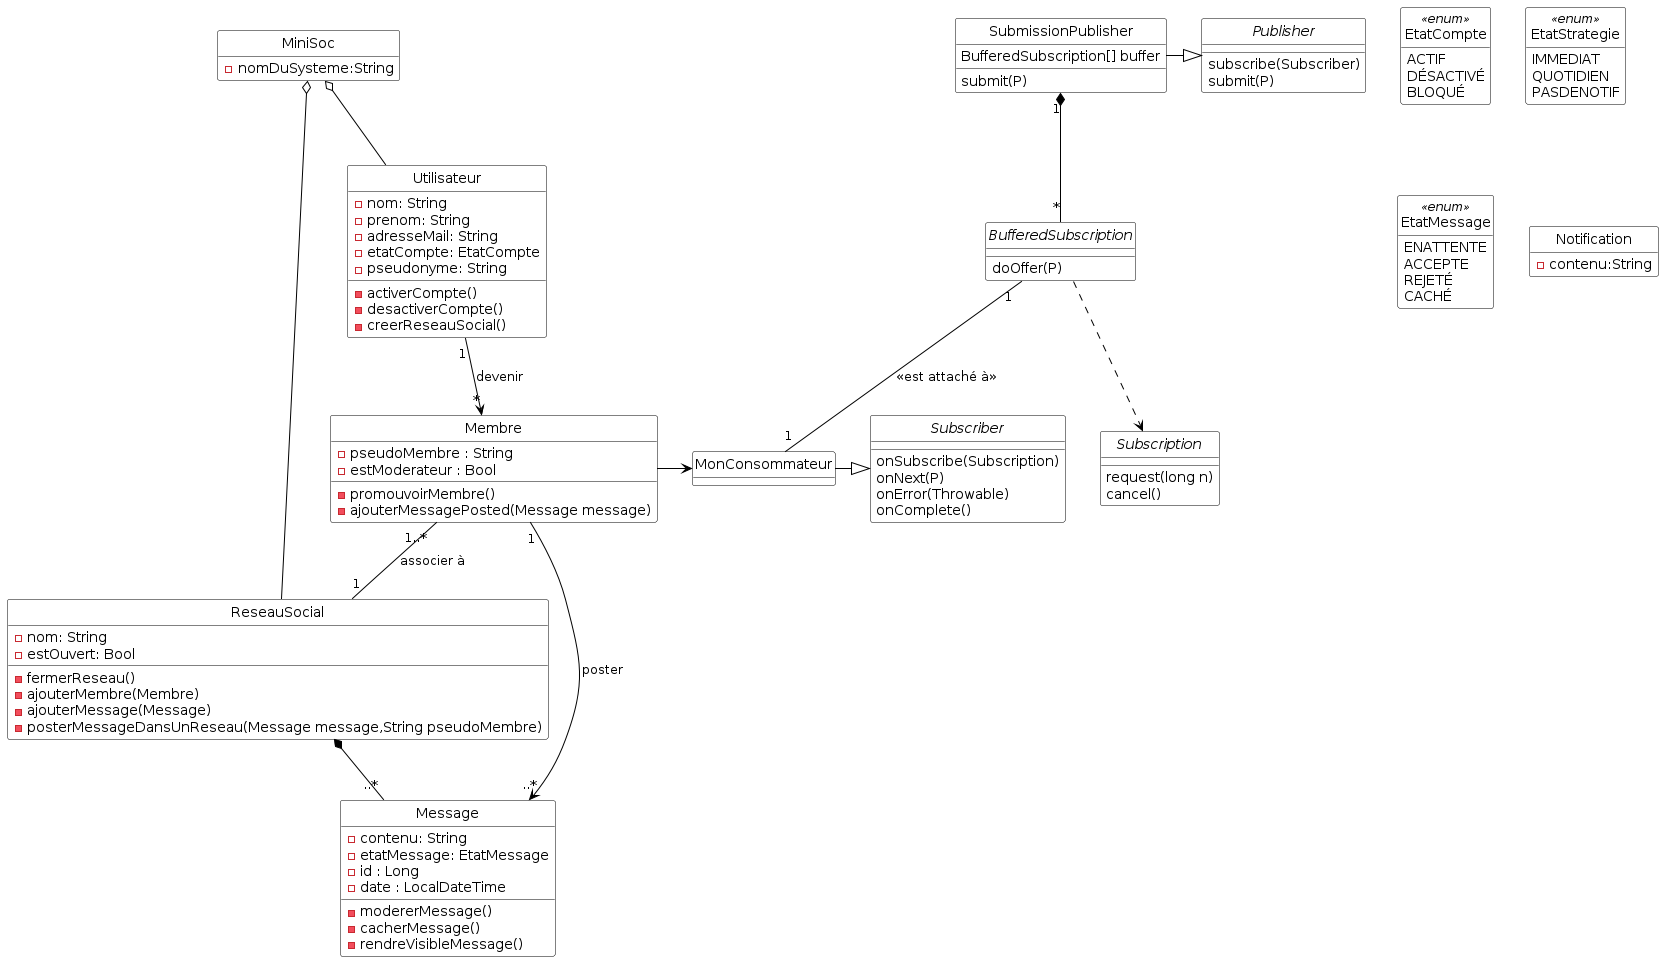 MiniSoc
nomDuSysteme:String
SubmissionPublisher
BufferedSubscription[] buffer
submit(P)
Publisher
subscribe(Subscriber)
submit(P)
«enum»
EtatCompte
ACTIF
DÉSACTIVÉ
BLOQUÉ
«enum»
EtatStrategie
IMMEDIAT
QUOTIDIEN
PASDENOTIF
1
*
Utilisateur
nom: String
prenom: String
adresseMail: String
etatCompte: EtatCompte
pseudonyme: String
activerCompte()
desactiverCompte()
creerReseauSocial()
BufferedSubscription
doOffer(P)
«enum»
EtatMessage
ENATTENTE
ACCEPTE
REJETÉ
CACHÉ
Notification
contenu:String
1
devenir
*
1
«est attaché à»
1
Membre
pseudoMembre : String
estModerateur : Bool
promouvoirMembre()
ajouterMessagePosted(Message message)
MonConsommateur
Subscriber
onSubscribe(Subscription)
onNext(P)
onError(Throwable)
onComplete()
Subscription
request(long n)
cancel()
1..*
associer à
1
1
poster
..*
ReseauSocial
nom: String
estOuvert: Bool
fermerReseau()
ajouterMembre(Membre)
ajouterMessage(Message)
posterMessageDansUnReseau(Message message,String pseudoMembre)
..*
Message
contenu: String
etatMessage: EtatMessage
id : Long
date : LocalDateTime
modererMessage()
cacherMessage()
rendreVisibleMessage()